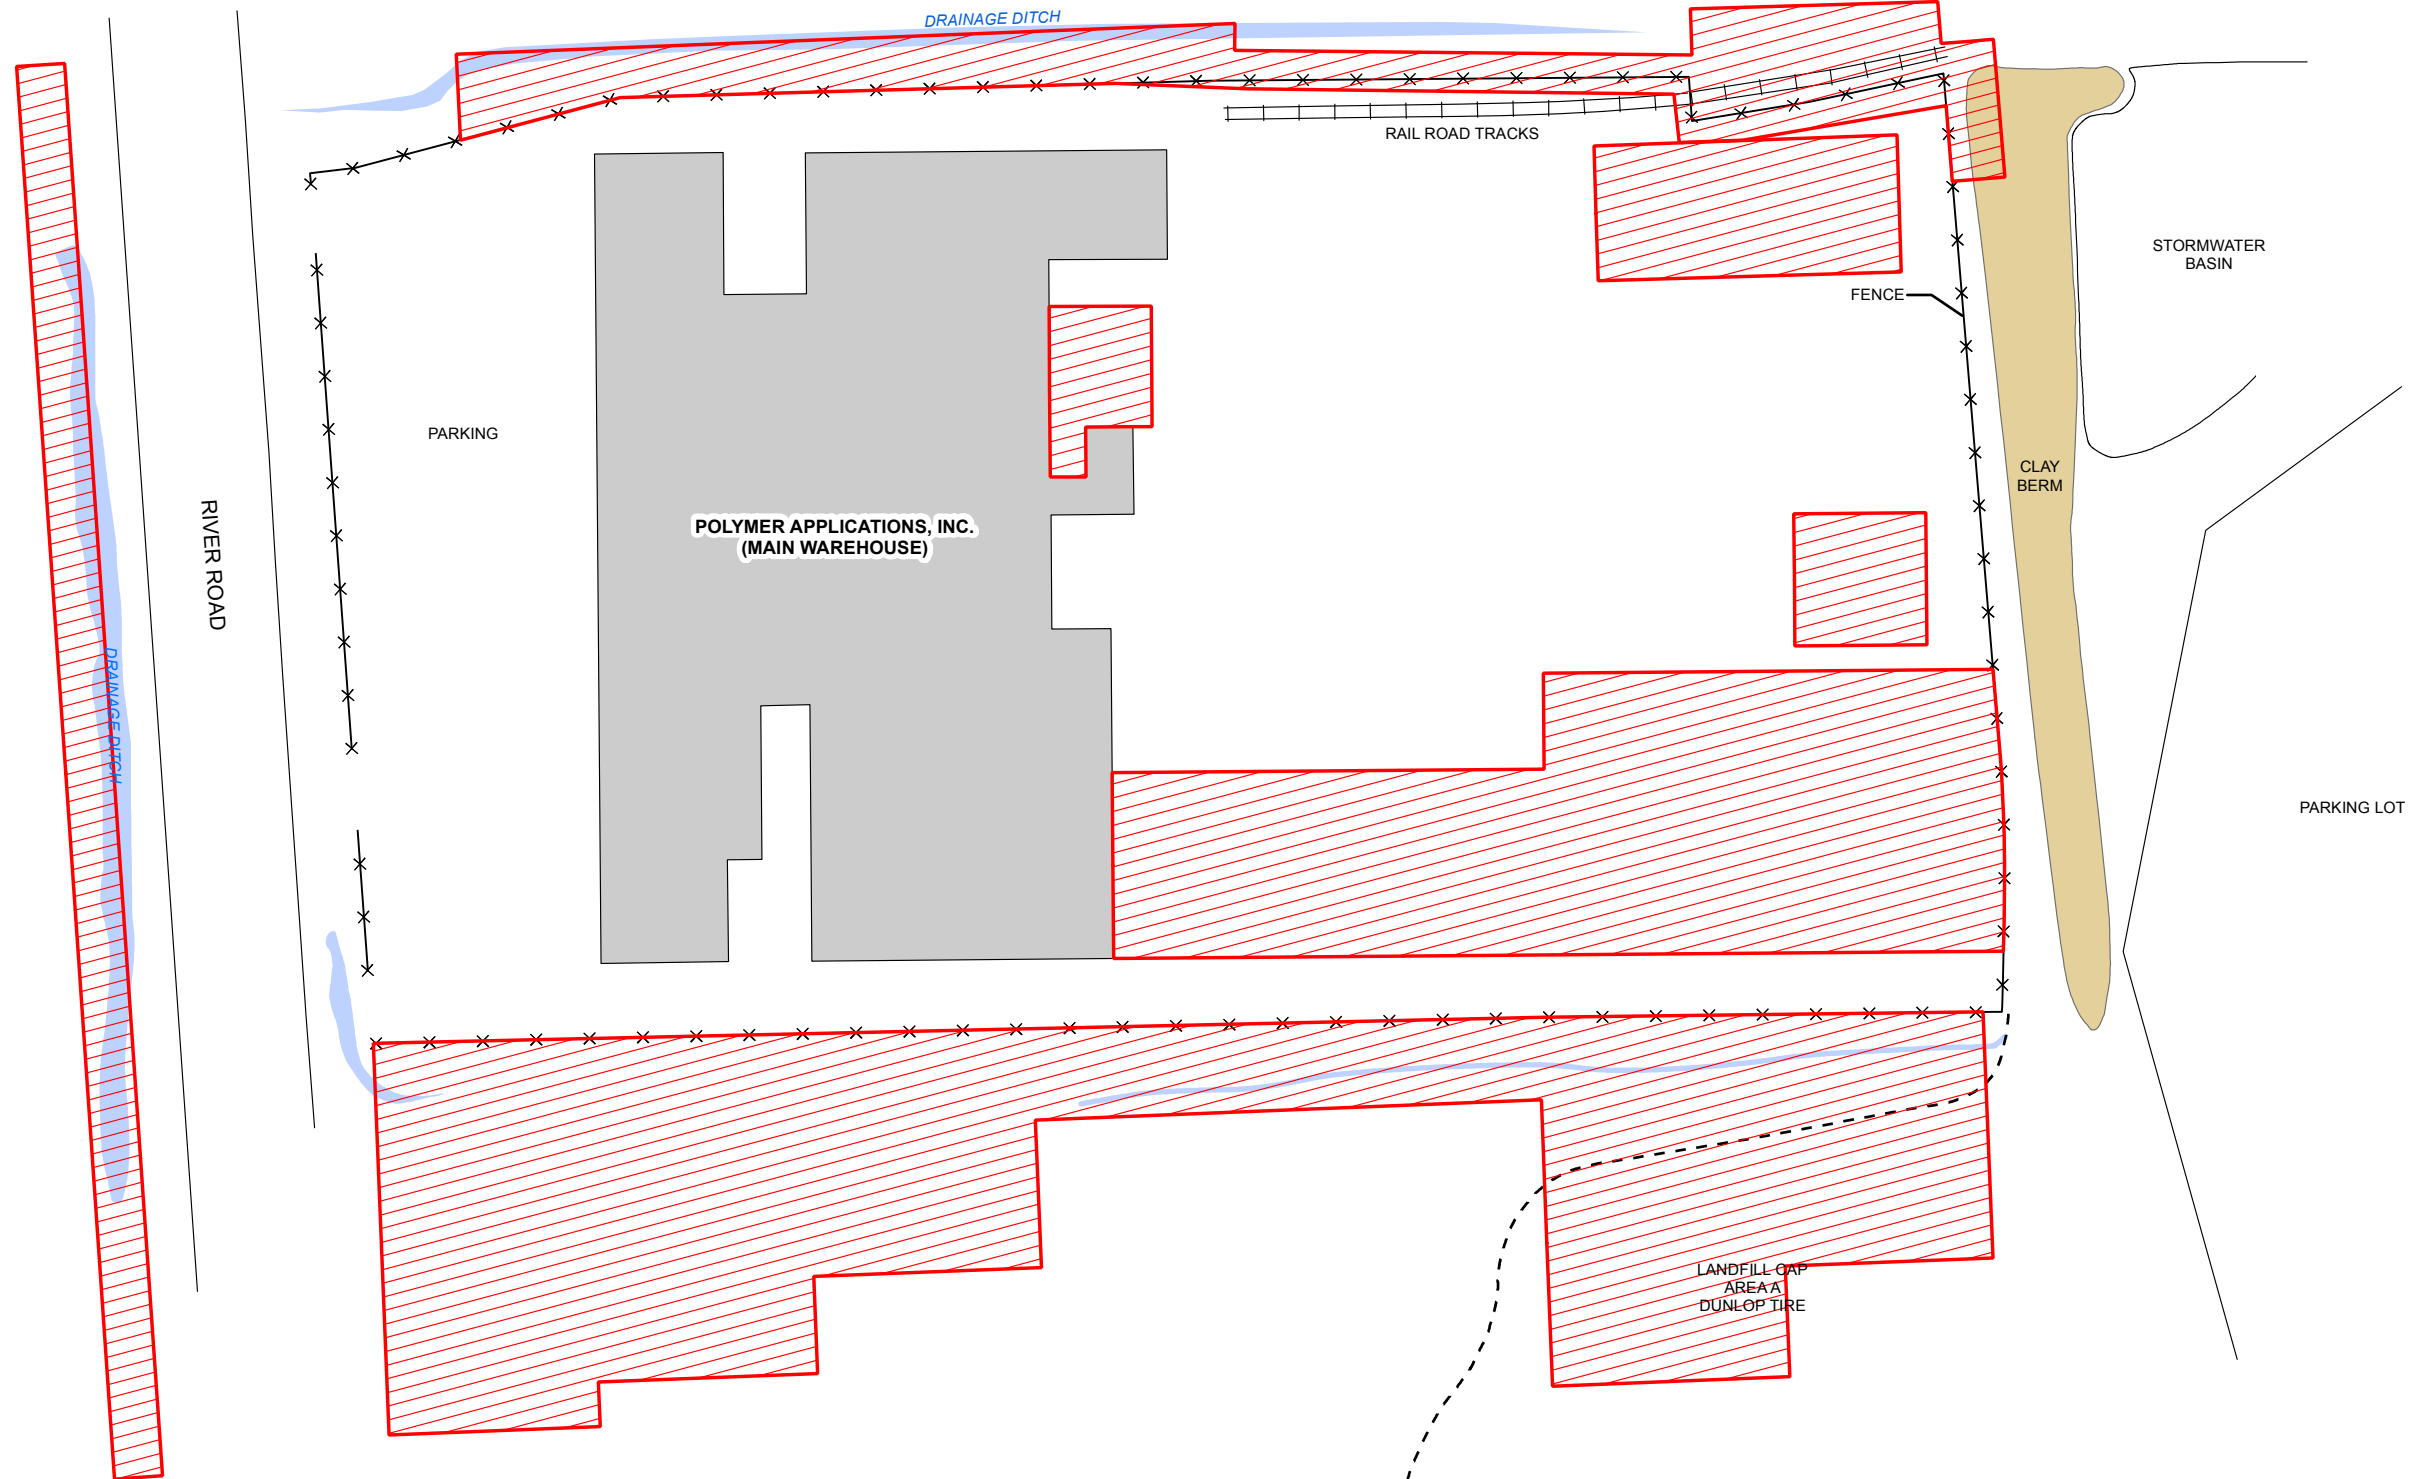 DRAINAGE DITCH
RAIL ROAD TRACKS
STORMWATER
BASIN
FENCE
PARKING
CLAY
BERM
RIVER ROAD
POLYMER APPLICATIONS, INC.
(MAIN WAREHOUSE)
DRAINAGE DITCH
PARKING LOT
LANDFILL CAP
AREA A
DUNLOP TIRE